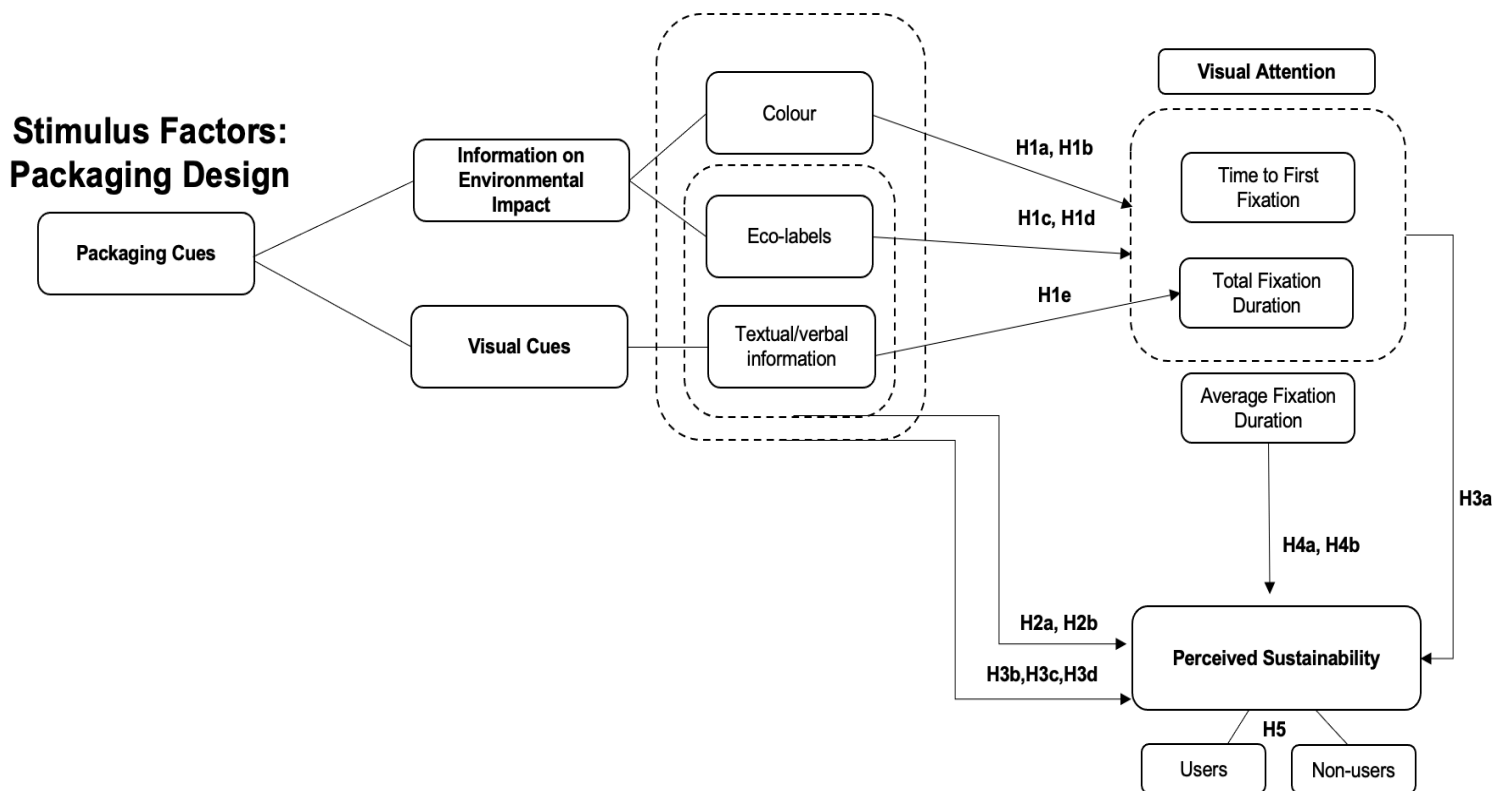 Stimulus Factors:
Packaging Design
Packaging Cues
Information on
Environmental
Impact
Visual Cues
Colour
Eco-labels
Textual/verbal
information
H1a, H1b
H1c, H1d
H1e
Visual Attention
Time to First
Fixation
Total Fixation
Duration
Average Fixation
Duration
H3a
H4a, H4b
H2a, H2b
H3b,H3c,H3d
Perceived Sustainability
H5
Users
Non-users